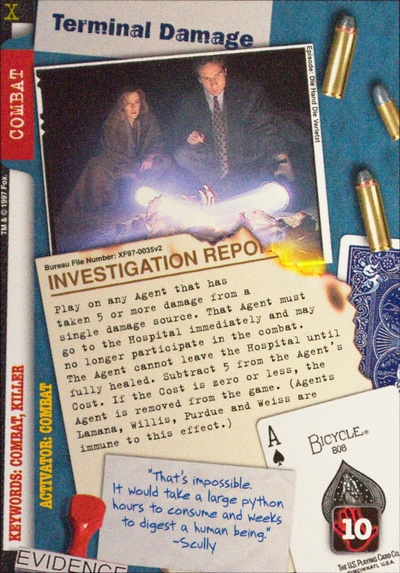 X
Terminal Damage
COMBAT
Episode: Die Hand Die Verletzt
TM & © 1997 Fox.
Bureau File Number: XF97-0035v2
INVESTIGATION REPO
Play on any Agent that has
taken 5 or more damage from a
single damage source. That Agent must
go to the Hospital immediately and may
no longer participate in the combat.
The Agent cannot leave the Hospital until
fully healed. Subtract 5 from the Agent's
Cost. If the Cost is zero or less, the
Agent is removed from the game. (Agents
Lamana, Willis, Purdue and Weiss are
immune to this effect.)
KEYWORDS: COMBAT, KILLER
ACTIVATOR: COMBAT
A
BICYCLE®
808
"That's impossible.
It would take a large python
hours to consume and weeks
to digest a human being."
-Scully
10
THE U.S. PLAYING CARD CO.
CINCINNATI, U.S.A.
EVIDENCE